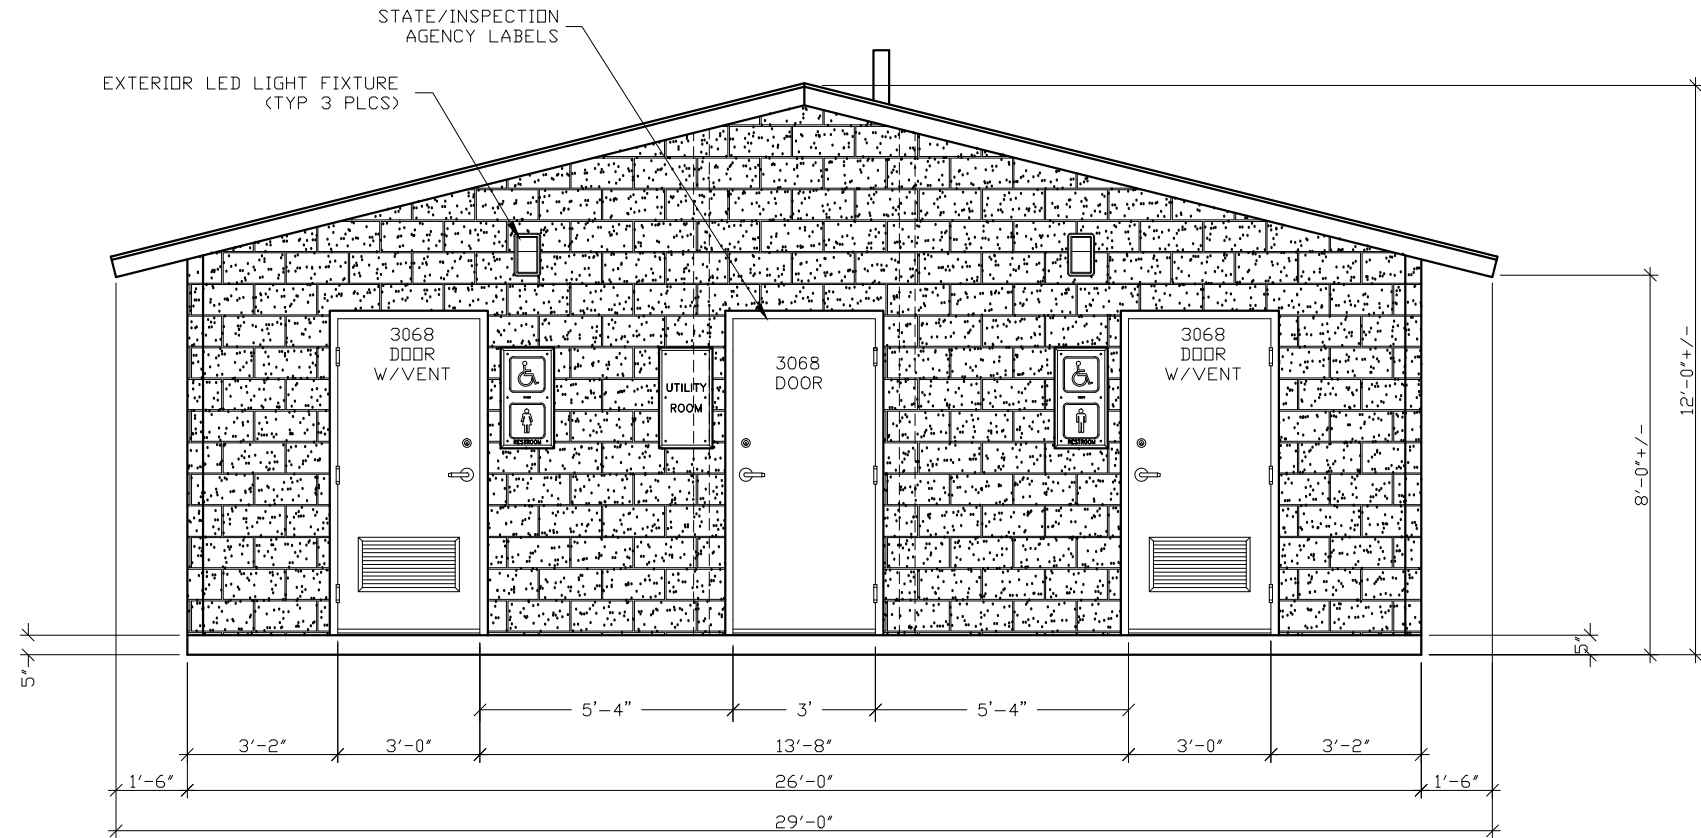 STATE/INSPECTION
AGENCY LABELS
EXTERIOR LED LIGHT FIXTURE
(TYP 3 PLCS)
3068
DOOR
W/VENT
RESTROOM
UTILITY
ROOM
3068
DOOR
RESTROOM
3068
DOOR
W/VENT
12'-0"+/-
8'-0"+/-
5"
5"
5'-4"
3'
5'-4"
3'-2"
3'-0"
13'-8"
3'-0"
3'-2"
1'-6"
26'-0"
1'-6"
29'-0"